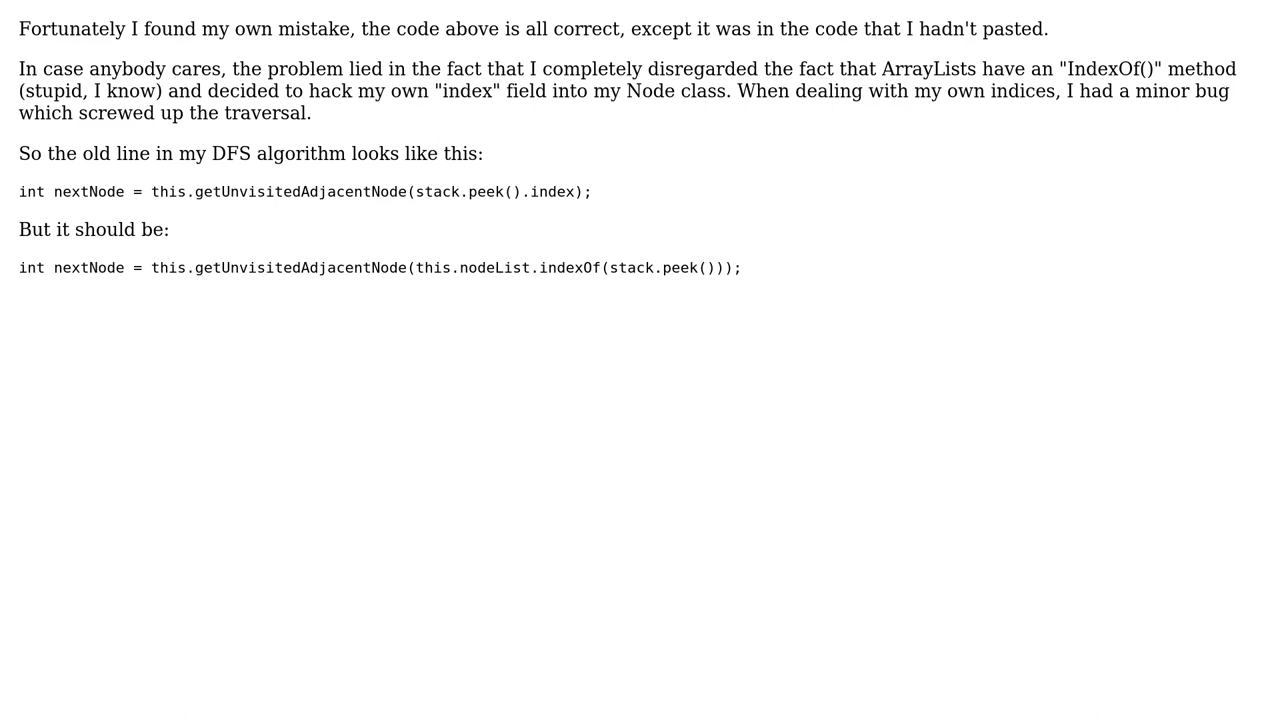 Fortunately I found my own mistake, the code above is all correct, except it was in the code that I hadn't pasted.
In case anybody cares, the problem lied in the fact that I completely disregarded the fact that ArrayLists have an "IndexOf()" method
(stupid, I know) and decided to hack my own "index" field into my Node class. When dealing with my own indices, I had a minor bug
which screwed up the traversal.
So the old line in my DFS algorithm looks like this:
int nextNode = this.getUnvisitedAdjacentNode(stack.peek().index);
But it should be:
int nextNode = this.getUnvisitedAdjacentNode(this.nodeList.indexOf(stack.peek()));